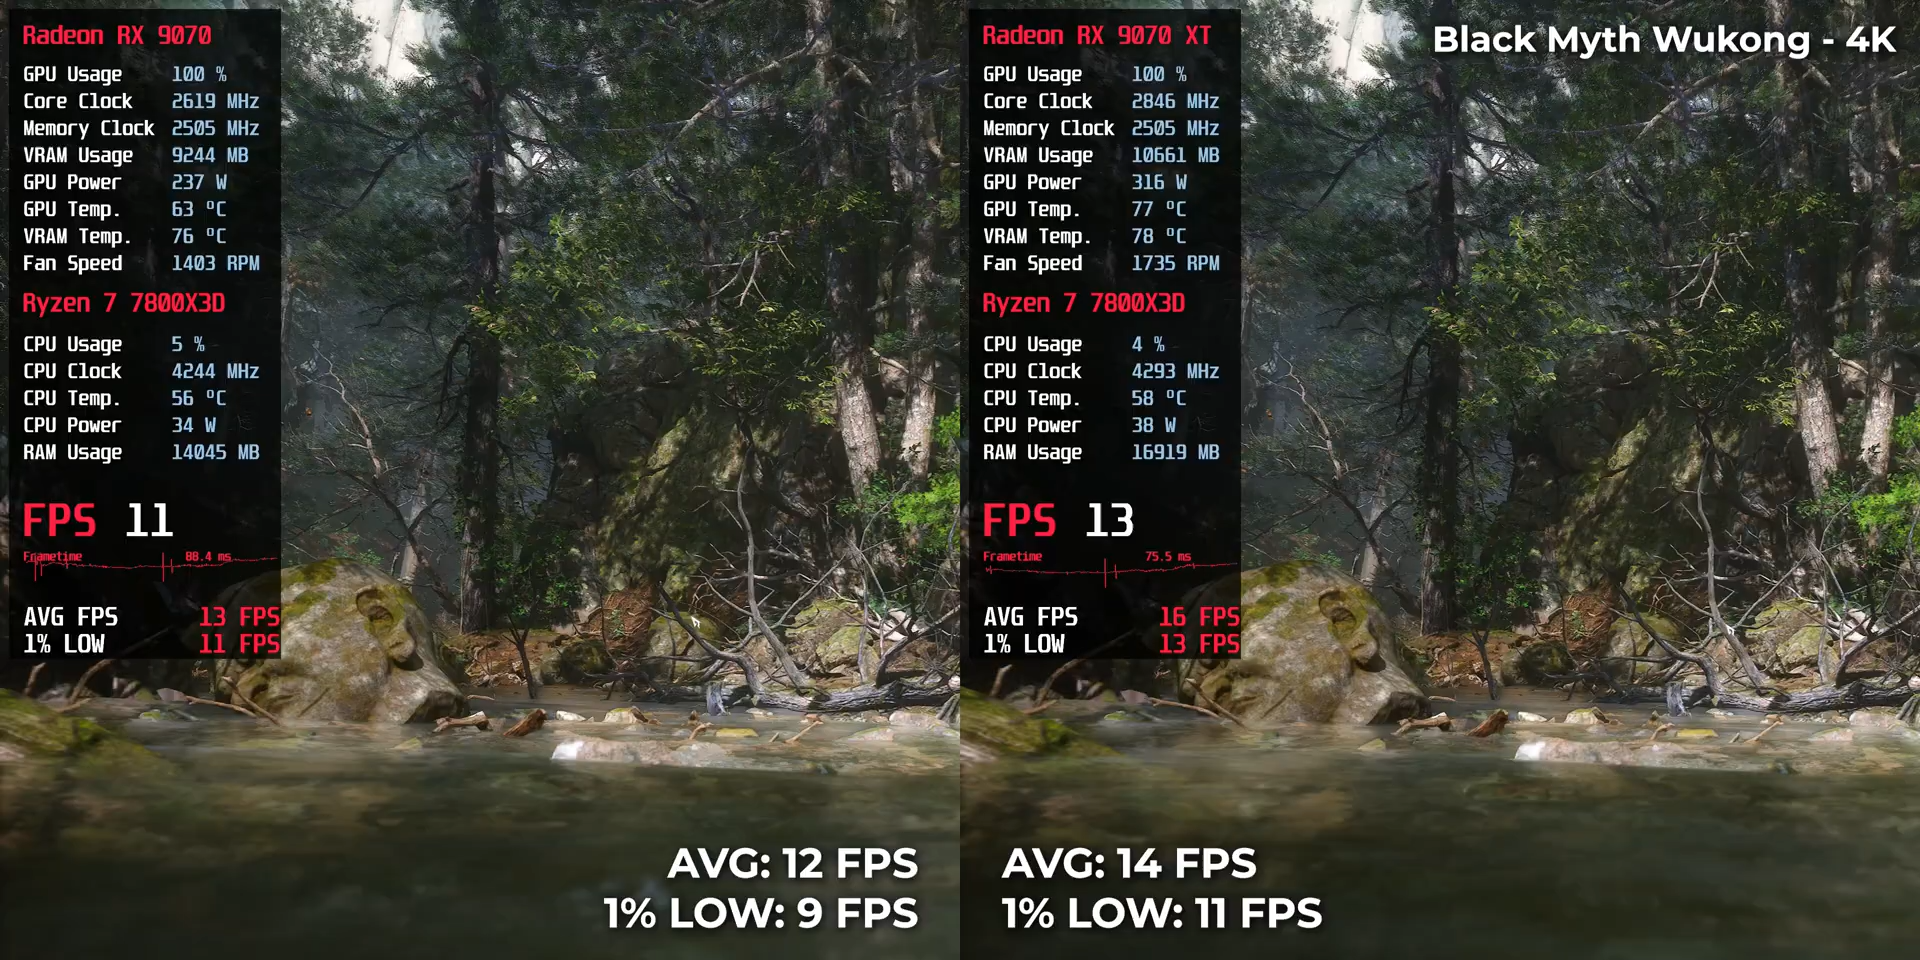 Radeon RX 9070
GPU Usage 100 %
Core Clock 2619 MHz
Memory Clock 2505 MHz
VRAM Usage 9244 MB
GPU Power 237 W
GPU Temp. 63 °C
VRAM Temp. 76 °C
Fan Speed 1403 RPM
Ryzen 7 7800X3D
CPU Usage 5 %
CPU Clock 4244 MHz
CPU Temp. 56 °C
CPU Power 34 W
RAM Usage 14045 MB
FPS 11
Frametime 88.4 ms
AVG FPS 13 FPS
1% LOW 11 FPS
AVG: 12 FPS
1% LOW: 9 FPS
Radeon RX 9070 XT
GPU Usage 100 %
Core Clock 2846 MHz
Memory Clock 2505 MHz
VRAM Usage 10661 MB
GPU Power 316 W
GPU Temp. 77 °C
VRAM Temp. 78 °C
Fan Speed 1735 RPM
Ryzen 7 7800X3D
CPU Usage 4 %
CPU Clock 4293 MHz
CPU Temp. 58 °C
CPU Power 38 W
RAM Usage 16919 MB
FPS 13
Frametime 75.5 ms
AVG FPS 16 FPS
1% LOW 13 FPS
Black Myth Wukong - 4K
AVG: 14 FPS
1% LOW: 11 FPS